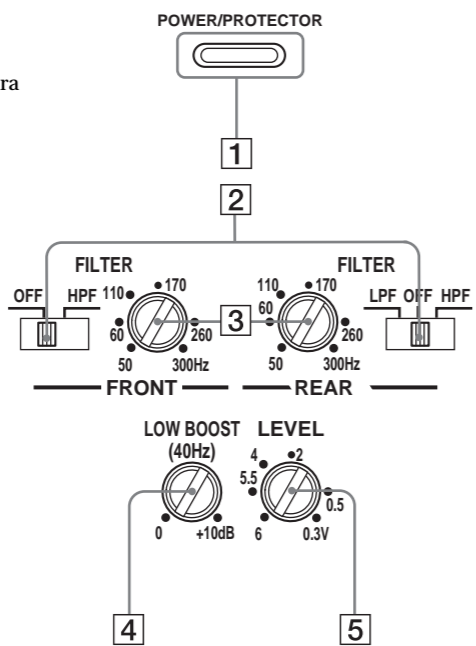 POWER/PROTECTOR
ra
1
2
FILTER
FILTER
OFF HPF
110 170
60 260
50 300Hz
3
110 170
60 260
50 300Hz
LPF OFF HPF
FRONT
REAR
LOW BOOST
(40Hz)
0 +10dB
LEVEL
4 2
5.5 0.5
6 0.3V
4
5